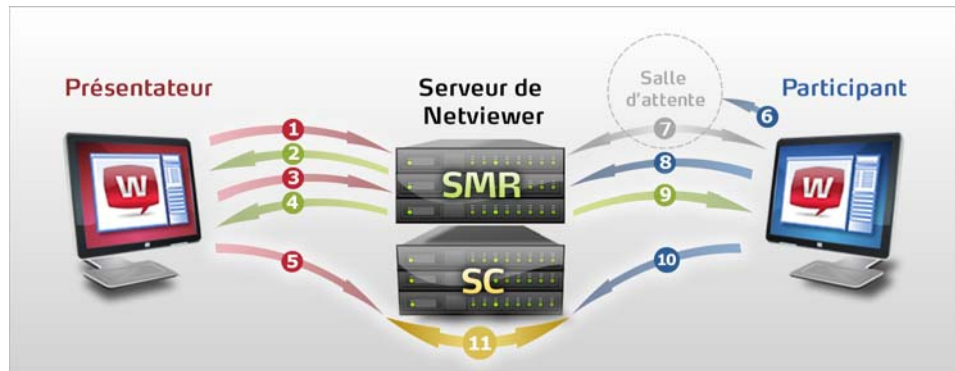 Présentateur
Serveur de
Netviewer
Salle
d'attente
Participant
1
2
3
4
5
6
7
8
9
10
11
W
SMR
SC
W